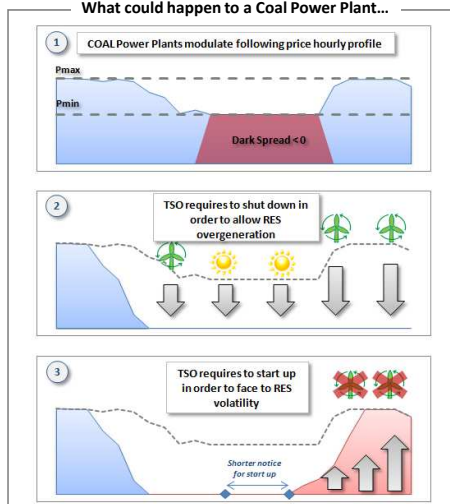 What could happen to a Coal Power Plant...
1
COAL Power Plants modulate following price hourly profile
Pmax
Pmin
Dark Spread < 0
2
TSO requires to shut down in
order to allow RES
overgeneration
3
TSO requires to start up
in order to face to RES
volatility
Shorter notice
for start up